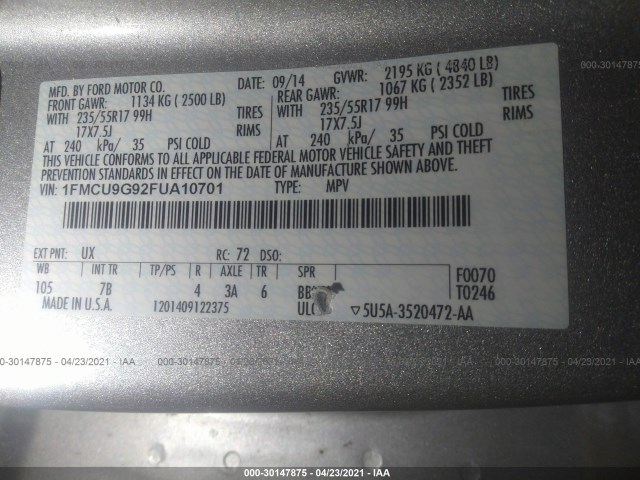 MFD. BY FORD MOTOR CO.
DATE: 09/14
GVWR: 2195 KG ( 4840 LB)
FRONT GAWR: 1134 KG ( 2500 LB)
REAR GAWR: 1067 KG ( 2352 LB)
WITH 235/55R17 99H TIRES
WITH 235/55R17 99H TIRES
17X7.5J RIMS
17X7.5J RIMS
AT 240 kPa/ 35 PSI COLD
AT 240 kPa/ 35 PSI COLD
THIS VEHICLE CONFORMS TO ALL APPLICABLE FEDERAL MOTOR VEHICLE SAFETY AND THEFT
PREVENTION STANDARDS IN EFFECT ON THE DATE OF MANUFACTURE SHOWN ABOVE.
VIN: 1FMCU9G92FUA10701
TYPE: MPV
EXT PNT: UX RC: 72 DSO:
WB INT TR TP/PS R AXLE TR SPR
105 7B 4 3A 6 BB
F0070
T0246
MADE IN U.S.A. 1201409122375
▽5U5A-3520472-AA
000-30147875 - 04/23/2021 - IAA
000-30147875 - 04/23/2021 - IAA
000-30147875 - 04/23/2021 - IAA